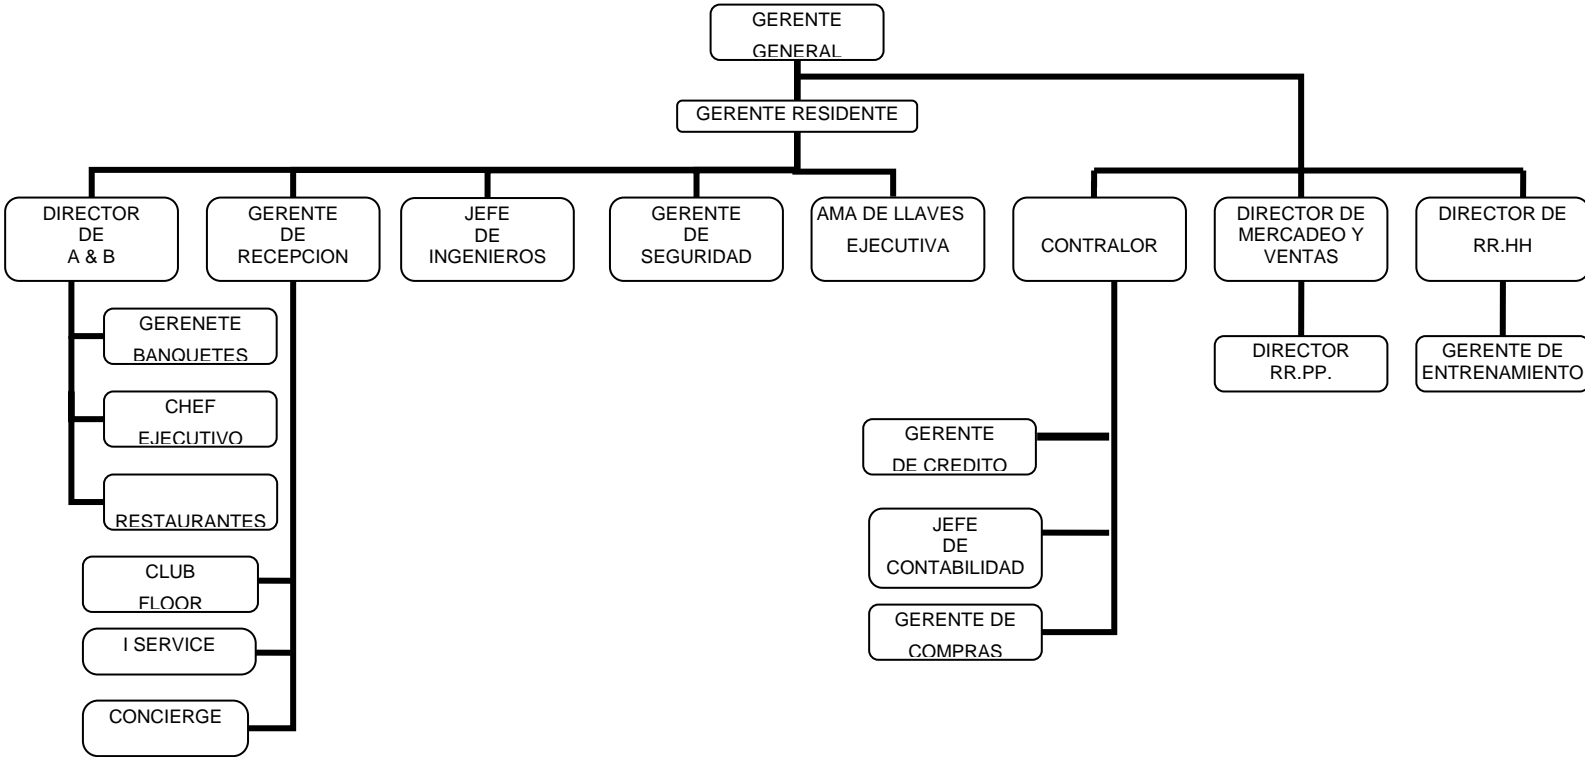 GERENTE
GENERAL
GERENTE RESIDENTE
DIRECTOR
DE
A & B
GERENTE
DE
RECEPCION
JEFE
DE
INGENIEROS
GERENTE
DE
SEGURIDAD
AMA DE LLAVES
EJECUTIVA
CONTRALOR
DIRECTOR DE
MERCADEO Y
VENTAS
DIRECTOR DE
RR.HH
GERENETE
BANQUETES
CHEF
EJECUTIVO
RESTAURANTES
CLUB
FLOOR
I SERVICE
CONCIERGE
GERENTE
DE CREDITO
JEFE
DE
CONTABILIDAD
GERENTE DE
COMPRAS
DIRECTOR
RR.PP.
GERENTE DE
ENTRENAMIENTO